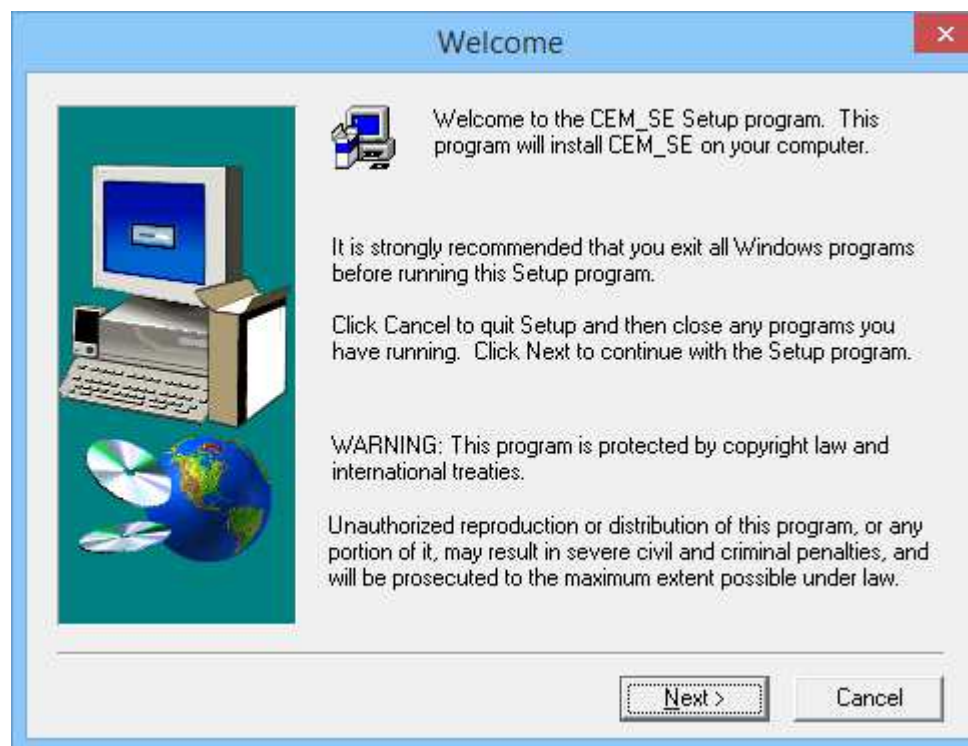 Welcome
Welcome to the CEM_SE Setup program.  This
program will install CEM_SE on your computer.
It is strongly recommended that you exit all Windows programs
before running this Setup program.
Click Cancel to quit Setup and then close any programs you
have running.  Click Next to continue with the Setup program.
WARNING: This program is protected by copyright law and
international treaties.
Unauthorized reproduction or distribution of this program, or any
portion of it, may result in severe civil and criminal penalties, and
will be prosecuted to the maximum extent possible under law.
Next >
Cancel